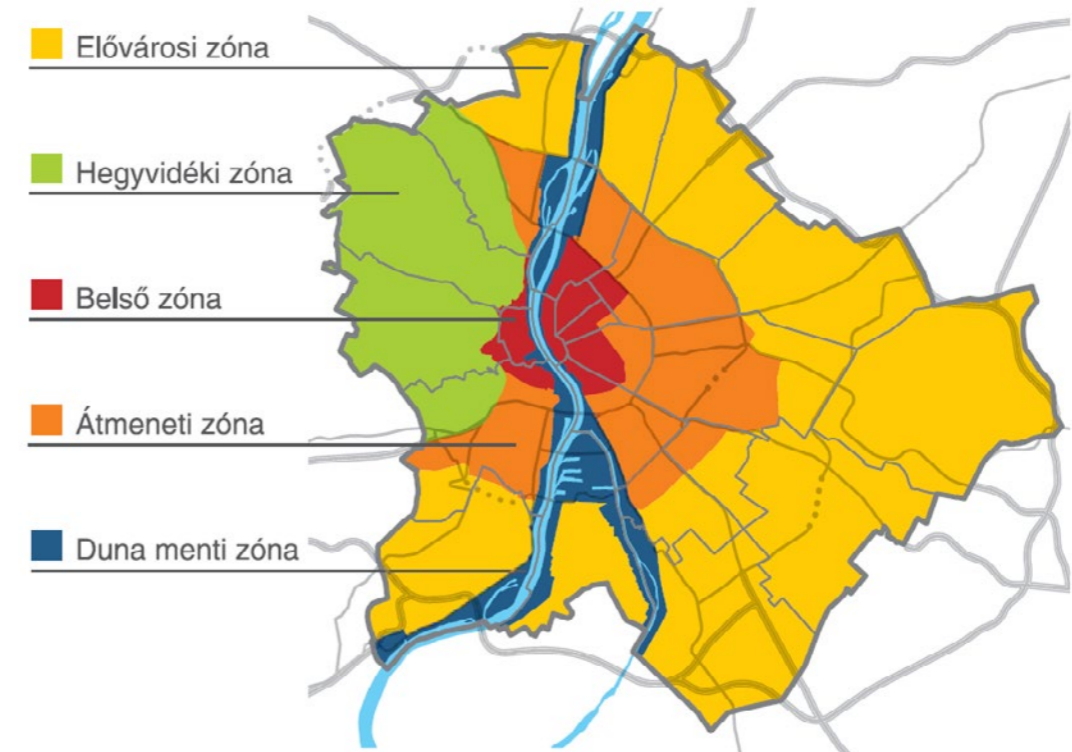 Elővárosi zóna
Hegyvidéki zóna
Belső zóna
Átmeneti zóna
Duna menti zóna